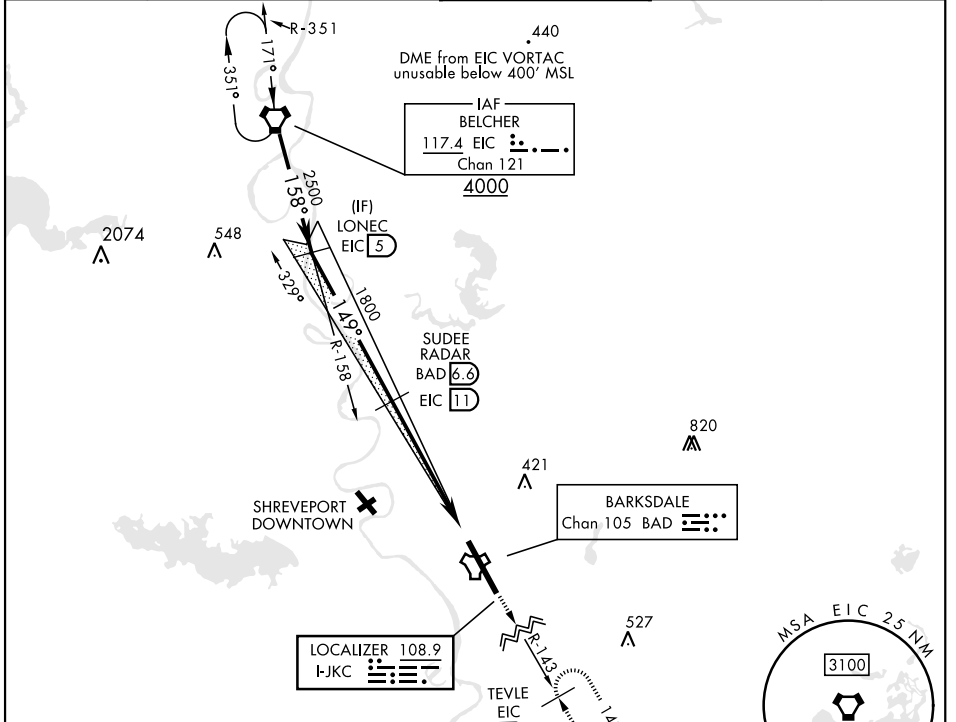 R-351
171°
351°
440
DME from EIC VORTAC
unusable below 400' MSL
IAF
BELCHER
117.4 EIC
Chan 121
4000
2500
158°
(IF)
LONEC
EIC 5
2074
548
329°
1800
149°
R-158
SUDEE
RADAR
BAD 6.6
EIC 11
820
421
SHREVEPORT
DOWNTOWN
BARKSDALE
Chan 105 BAD
LOCALIZER 108.9
I-JKC
R-143
527
MSA EIC 25 NM
3100
TEVLE
EIC